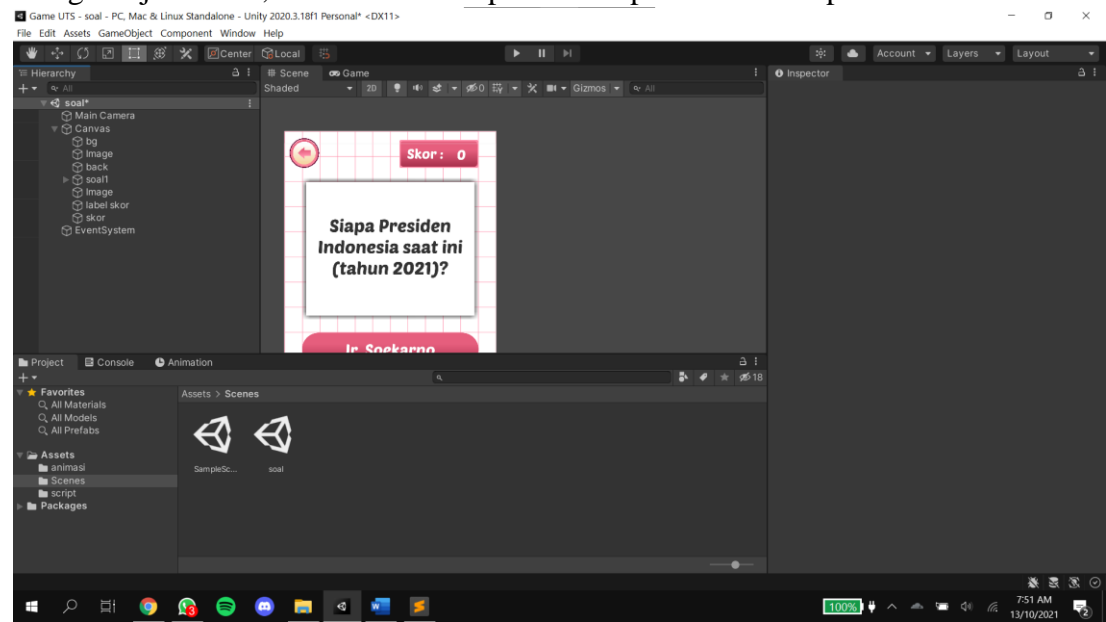 Game UTS - soal - PC, Mac & Linux Standalone - Unity 2020.3.18f1 Personal* <DX11>
File Edit Assets GameObject Component Window Help
Center Local Account Layers Layout
Hierarchy
All
soal*
Main Camera
Canvas
bg
Image
back
soal1
Image
label skor
skor
EventSystem
Scene Game
Shaded 2D 0 Gizmos All
Skor : 0
Siapa Presiden
Indonesia saat ini
(tahun 2021)?
Ir. Soekarno
Inspector
Project Console Animation
18
Favorites
All Materials
All Models
All Prefabs
Assets
animasi
Scenes
script
Packages
Assets > Scenes
SampleSc... soal
100%
7:51 AM
13/10/2021
3
2